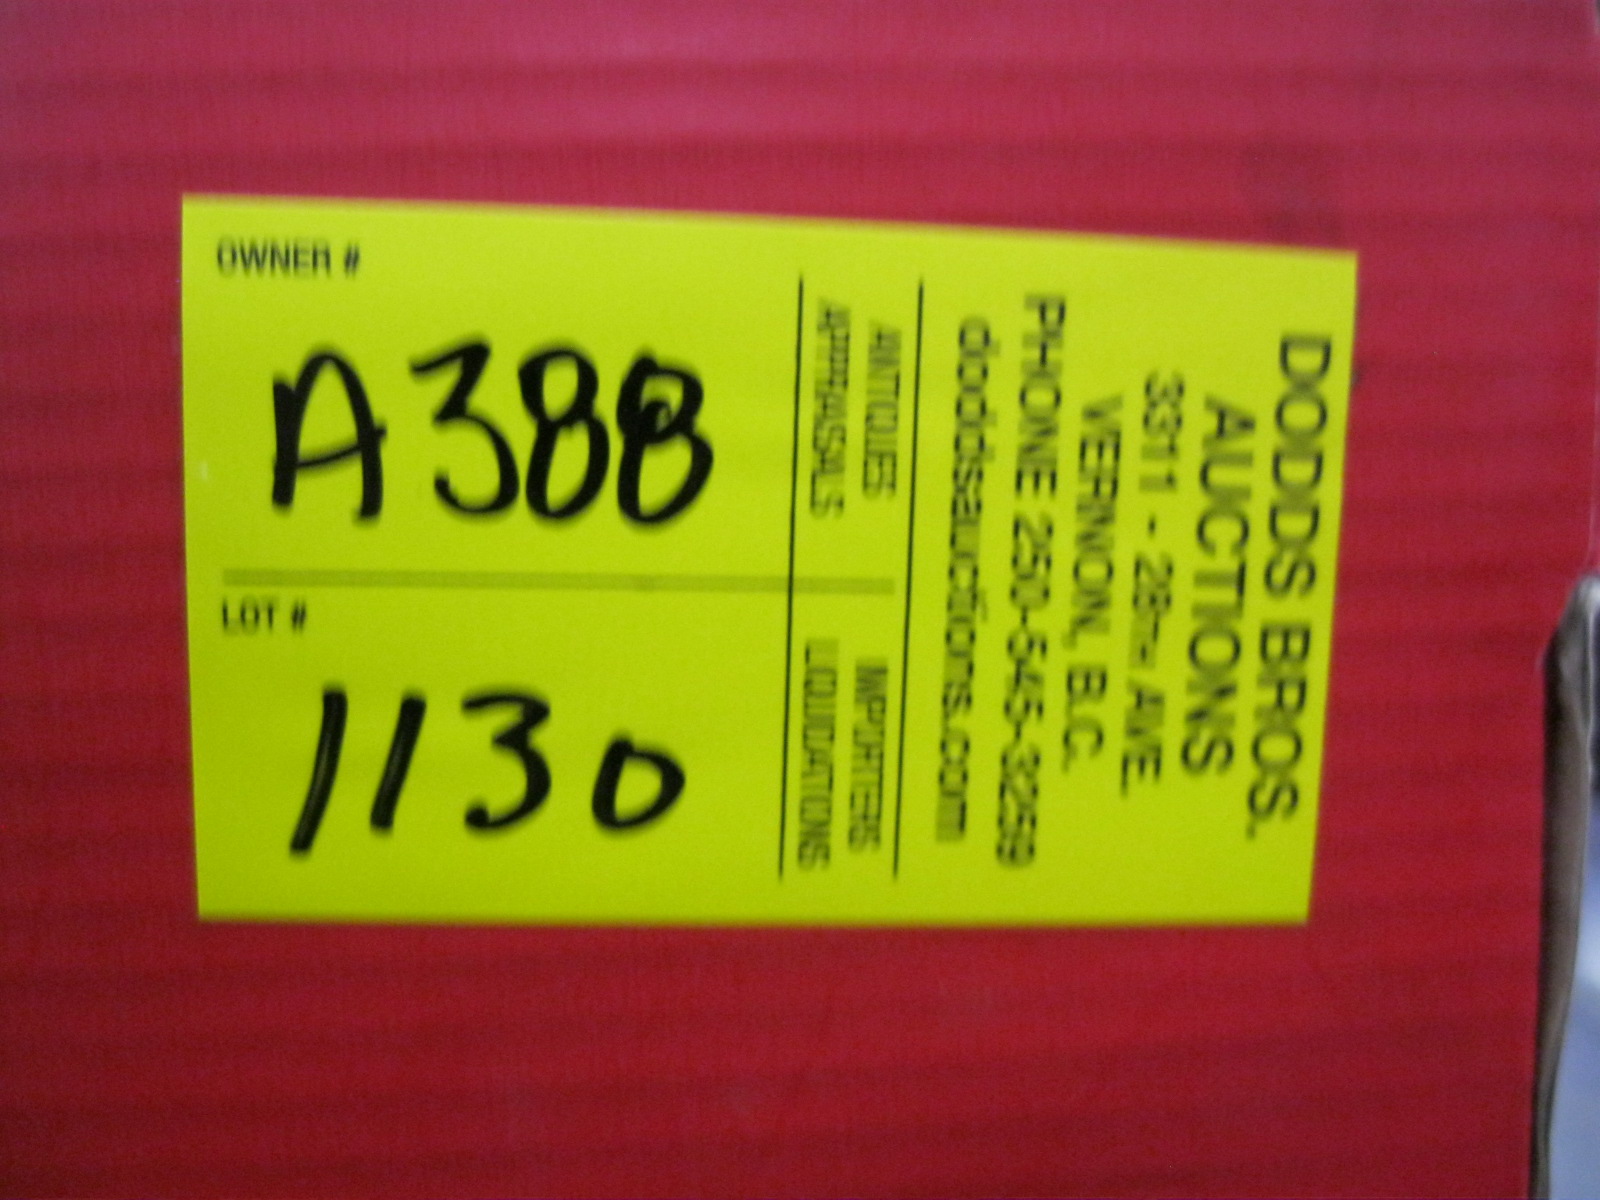 OWNER #
A388
LOT #
1130
DODDS BROS.
AUCTIONS
3311 - 28TH AVE.
VERNON, B.C.
PHONE 250-545-3259
doddsauctions.com
ANTIQUES IMPORTERS
APPRAISALS LIQUIDATIONS